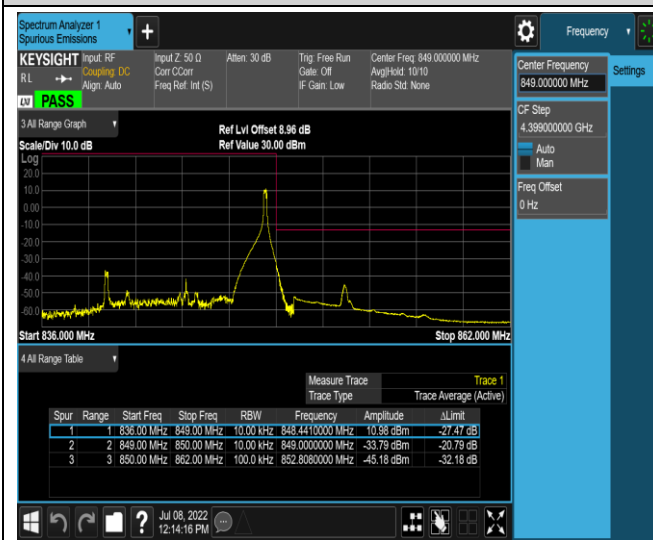 Spectrum Analyzer 1
Spurious Emissions
+
Frequency
KEYSIGHT Input: RF Input Z: 50 Ω Atten: 30 dB Trig: Free Run Center Freq: 849.000000 MHz
RL Coupling: DC Corr CCorr Gate: Off Avg|Hold: 10/10
Align: Auto Freq Ref: Int (S) IF Gain: Low Radio Std: None
LXI PASS
3 All Range Graph
Ref Lvl Offset 8.96 dB
Scale/Div 10.0 dB Ref Value 30.00 dBm
Log
20.0
10.0
0.00
-10.0
-20.0
-30.0
-40.0
-50.0
-60.0
Start 836.000 MHz Stop 862.000 MHz
4 All Range Table
Measure Trace Trace 1
Trace Type Trace Average (Active)
Spur Range Start Freq Stop Freq RBW Frequency Amplitude ΔLimit
1 1 836.00 MHz 849.00 MHz 10.00 kHz 848.4410000 MHz 10.98 dBm -27.47 dB
2 2 849.00 MHz 850.00 MHz 10.00 kHz 849.0000000 MHz -33.79 dBm -20.79 dB
3 3 850.00 MHz 862.00 MHz 100.0 kHz 852.8080000 MHz -45.18 dBm -32.18 dB
Center Frequency
849.000000 MHz
Settings
CF Step
4.399000000 GHz
Auto
Man
Freq Offset
0 Hz
?
Jul 08, 2022
12:14:16 PM